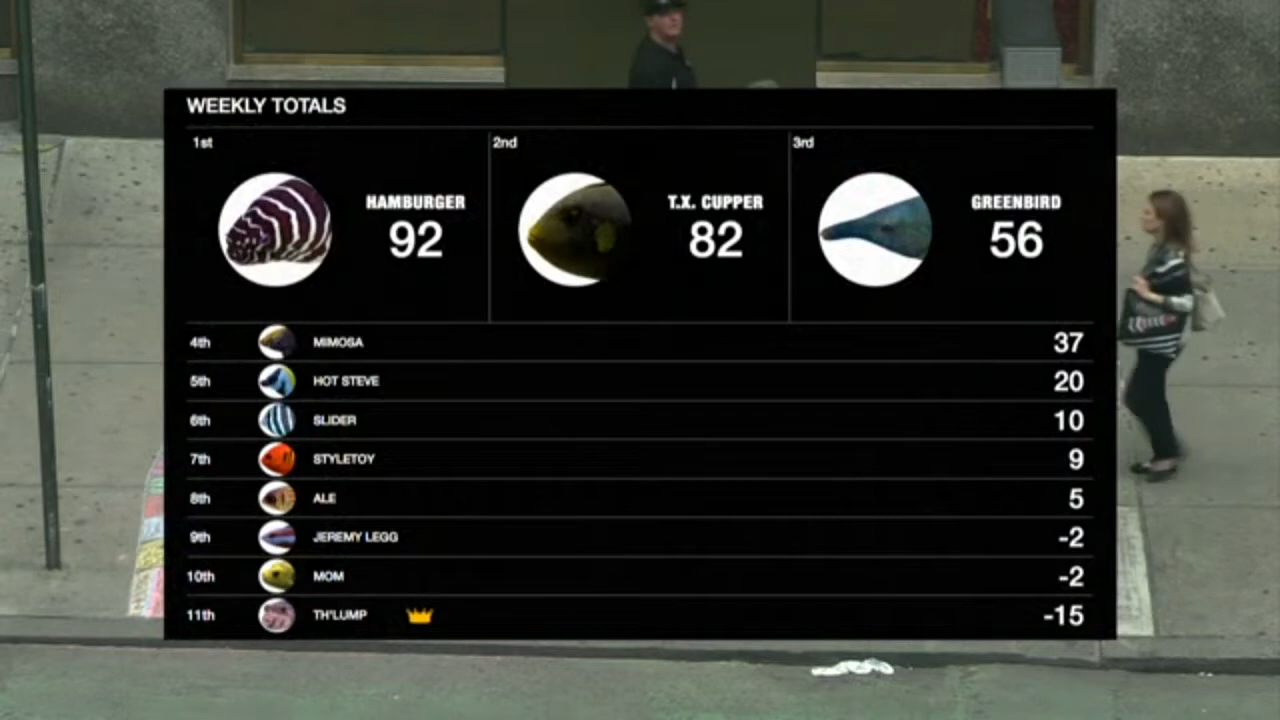 WEEKLY TOTALS
1st
HAMBURGER
92
2nd
T.X. CUPPER
82
3rd
GREENBIRD
56
4th MIMOSA 37
5th HOT STEVE 20
6th SLIDER 10
7th STYLETOY 9
8th ALE 5
9th JEREMY LEGG -2
10th MOM -2
11th TH'LUMP -15